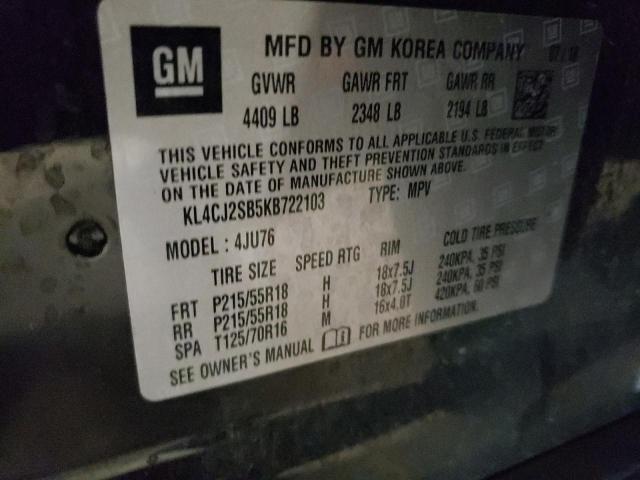 GM
MFD BY GM KOREA COMPANY 07/18
GVWR GAWR FRT GAWR RR
4409 LB 2348 LB 2194 LB
THIS VEHICLE CONFORMS TO ALL APPLICABLE U.S. FEDERAL MOTOR
VEHICLE SAFETY AND THEFT PREVENTION STANDARDS IN EFFECT
ON THE DATE OF MANUFACTURE SHOWN ABOVE.
KL4CJ2SB5KB722103 TYPE: MPV
MODEL: 4JU76
TIRE SIZE SPEED RTG RIM COLD TIRE PRESSURE
FRT P215/55R18 H 18x7.5J 240KPA, 35 PSI
RR P215/55R18 H 18x7.5J 240KPA, 35 PSI
SPA T125/70R16 M 16x4.0T 420KPA, 60 PSI
SEE OWNER'S MANUAL FOR MORE INFORMATION.